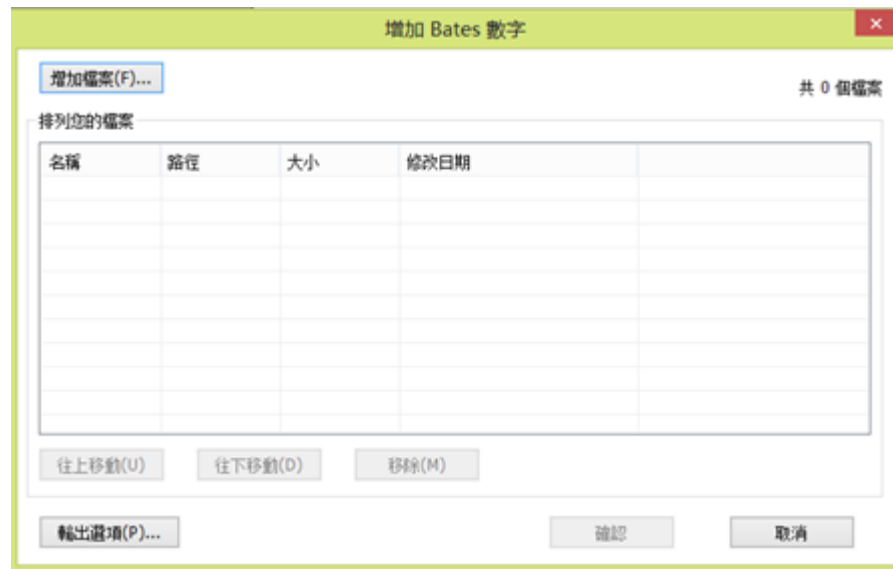 增加 Bates 數字
增加檔案(F)...
共 0 個檔案
排列您的檔案
名稱 路徑 大小 修改日期
往上移動(U) 往下移動(D) 移除(M)
輸出選項(P)... 確認 取消